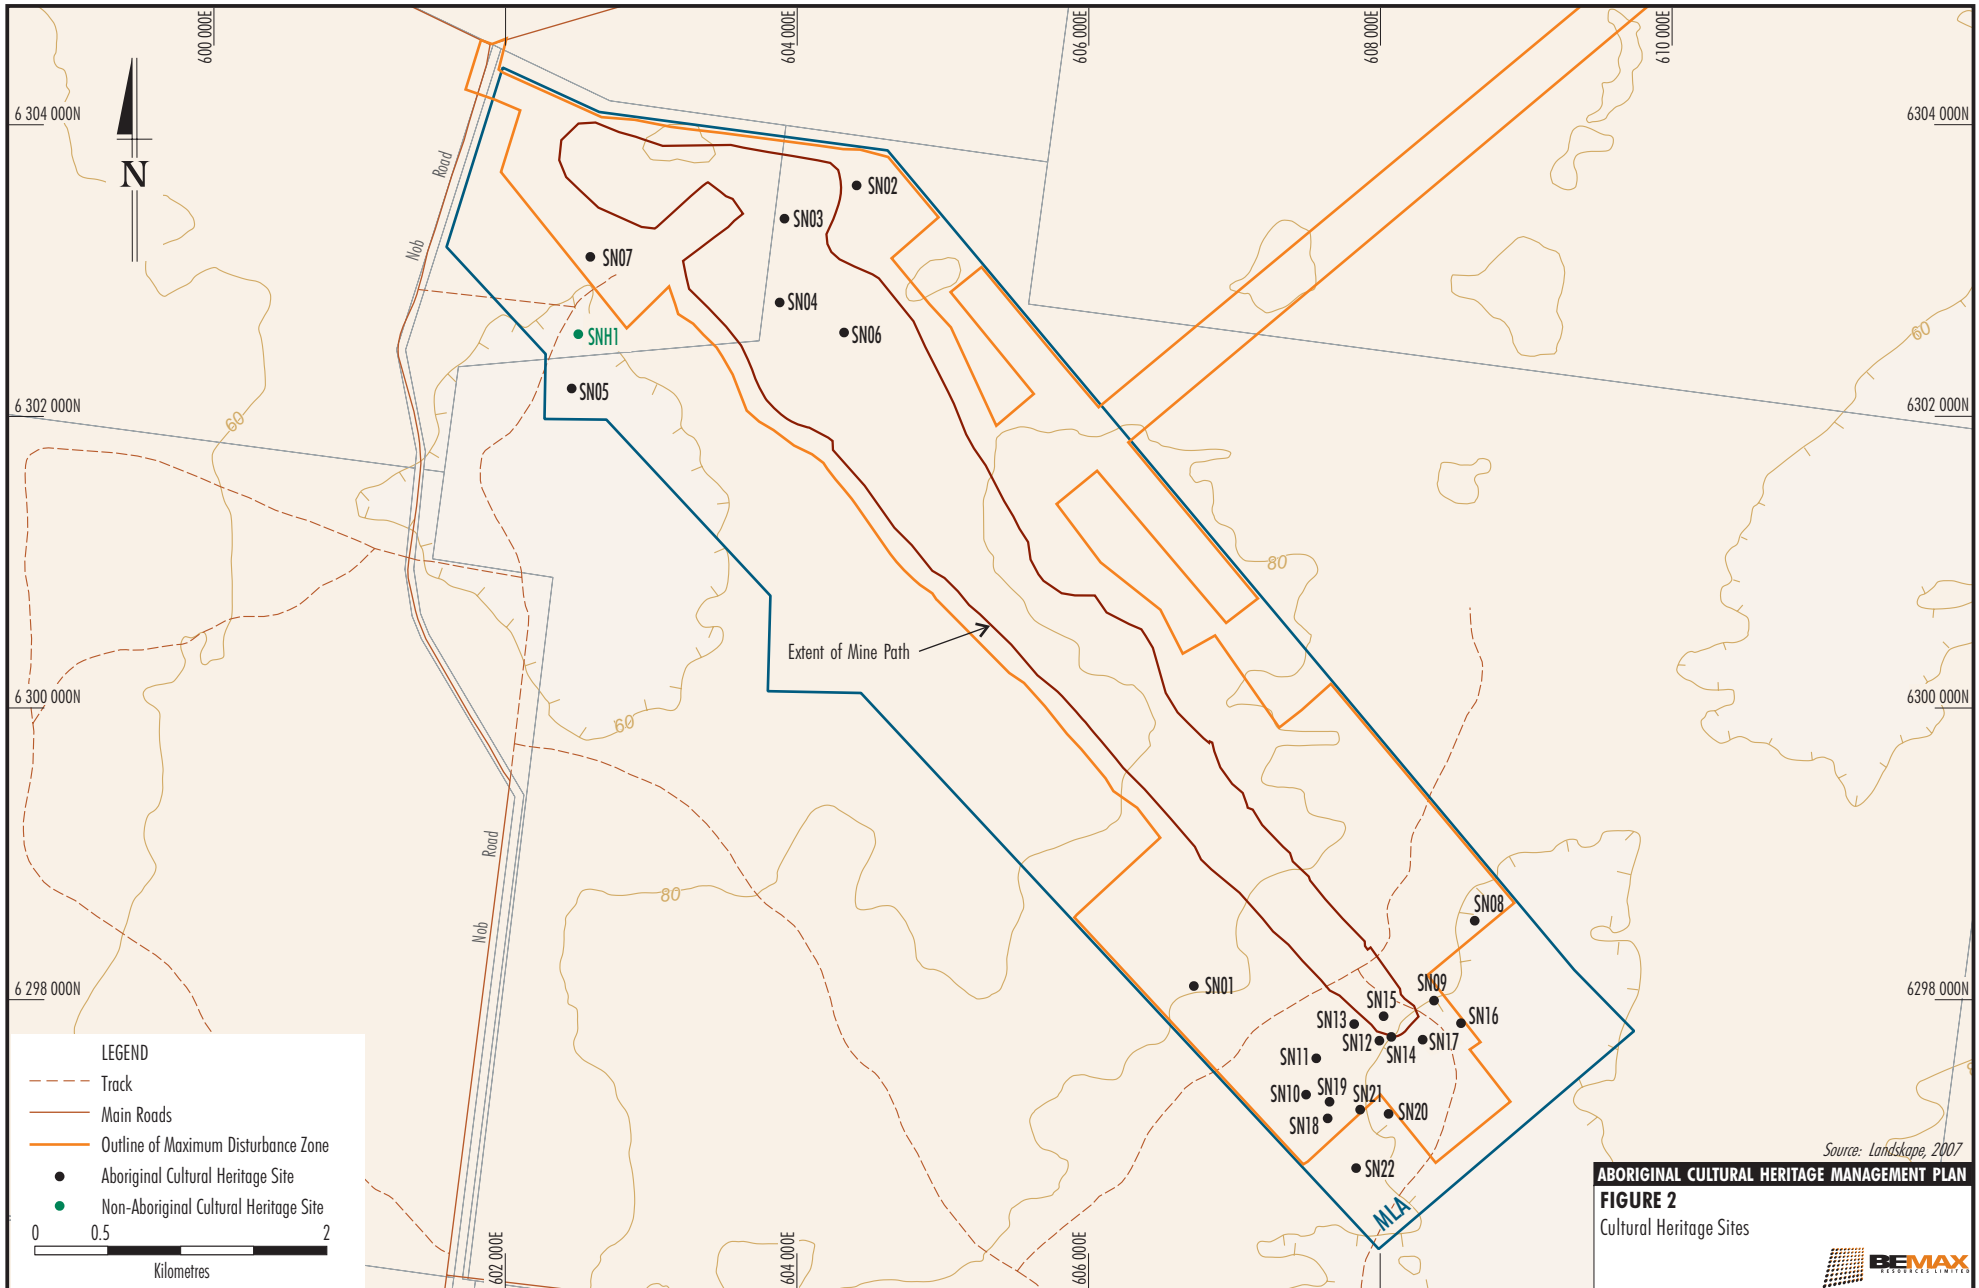 600 000E
604 000E
606 000E
608 000E
610 000E
6 304 000N
6304 000N
N
Road
Nob
SN02
SN03
SN07
SN04
SNH1
SN06
SN05
60
6 302 000N
6302 000N
60
80
Extent of Mine Path
6 300 000N
6300 000N
60
Road
Nob
80
SN08
SN01
SN09
6 298 000N
6298 000N
SN15
SN13
SN16
SN12
SN14
SN17
SN11
SN10
SN19
SN21
SN20
SN18
SN22
MLA
LEGEND
Track
Main Roads
Outline of Maximum Disturbance Zone
Aboriginal Cultural Heritage Site
Non-Aboriginal Cultural Heritage Site
0 0.5 2
Kilometres
602 000E
604 000E
606 000E
Source: Landskape, 2007
ABORIGINAL CULTURAL HERITAGE MANAGEMENT PLAN
FIGURE 2
Cultural Heritage Sites
BEMAX
RESOURCES LIMITED